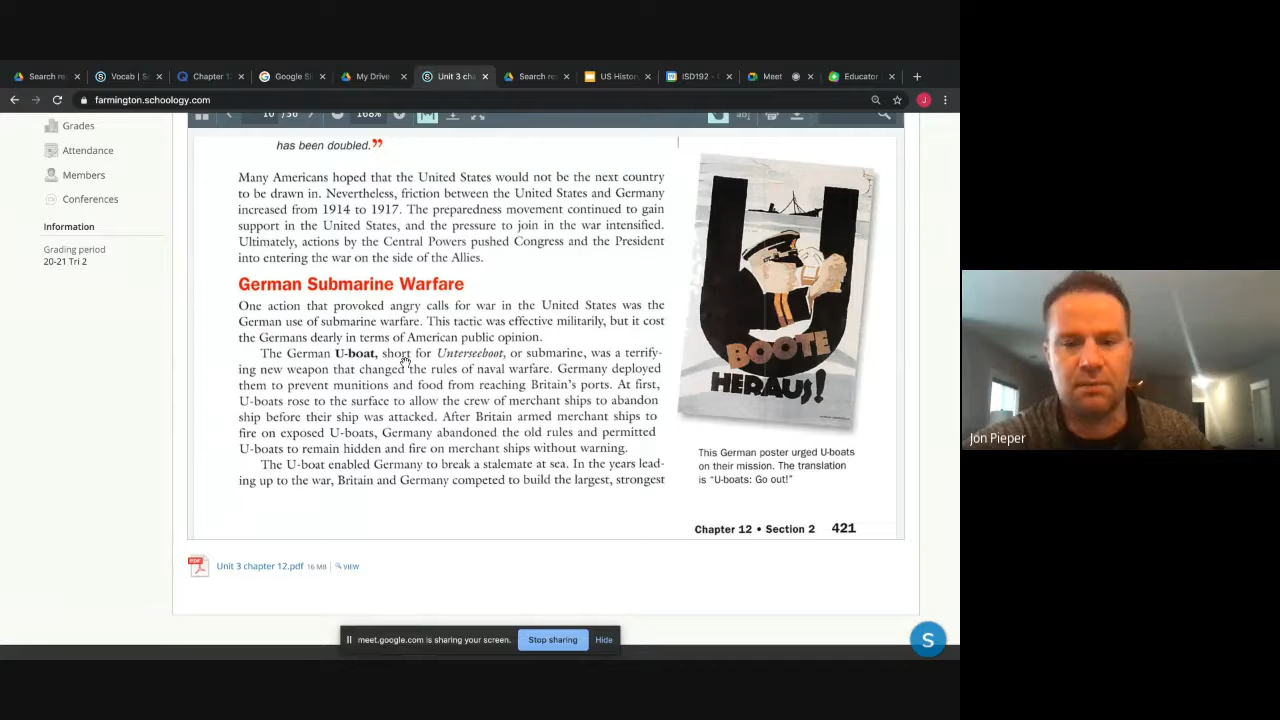 Search re
Vocab | S
Chapter 1
Google Sl
My Drive
Unit 3 cha
Search re
US Histor
ISD192 -
Meet
Educator
farmington.schoology.com
J
Grades
Attendance
Members
Conferences
Information
Grading period
20-21 Tri 2
10 /36
168%
has been doubled.”
Many Americans hoped that the United States would not be the next country
to be drawn in. Nevertheless, friction between the United States and Germany
increased from 1914 to 1917. The preparedness movement continued to gain
support in the United States, and the pressure to join in the war intensified.
Ultimately, actions by the Central Powers pushed Congress and the President
into entering the war on the side of the Allies.
German Submarine Warfare
One action that provoked angry calls for war in the United States was the
German use of submarine warfare. This tactic was effective militarily, but it cost
the Germans dearly in terms of American public opinion.
The German U-boat, short for Unterseeboot, or submarine, was a terrify-
ing new weapon that changed the rules of naval warfare. Germany deployed
them to prevent munitions and food from reaching Britain's ports. At first,
U-boats rose to the surface to allow the crew of merchant ships to abandon
ship before their ship was attacked. After Britain armed merchant ships to
fire on exposed U-boats, Germany abandoned the old rules and permitted
U-boats to remain hidden and fire on merchant ships without warning.
The U-boat enabled Germany to break a stalemate at sea. In the years lead-
ing up to the war, Britain and Germany competed to build the largest, strongest
U
BOOTE
HERAUS!
This German poster urged U-boats
on their mission. The translation
is “U-boats: Go out!”
Chapter 12 • Section 2 421
Unit 3 chapter 12.pdf 16 MB VIEW
meet.google.com is sharing your screen. Stop sharing Hide
S
Jon Pieper